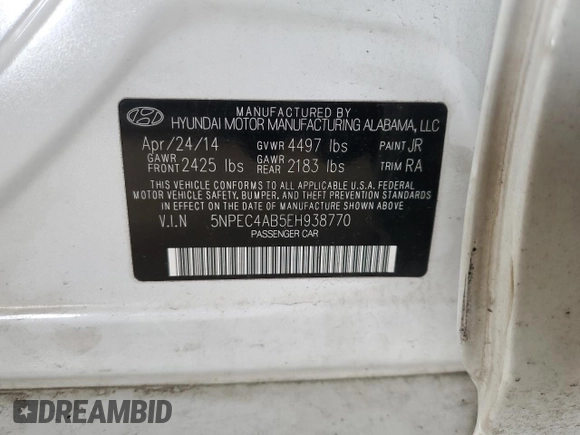 MANUFACTURED BY
HYUNDAI MOTOR MANUFACTURING ALABAMA, LLC
Apr/24/14 GVWR 4497 lbs PAINT JR
GAWR FRONT 2425 lbs GAWR REAR 2183 lbs TRIM RA
THIS VEHICLE CONFORMS TO ALL APPLICABLE U.S.A. FEDERAL
MOTOR VEHICLE SAFETY, BUMPER, AND THEFT PREVENTION
STANDARDS IN EFFECT ON THE DATE OF MANUFACTURE SHOWN ABOVE.
V.I.N 5NPEC4AB5EH938770
PASSENGER CAR
DREAMBID